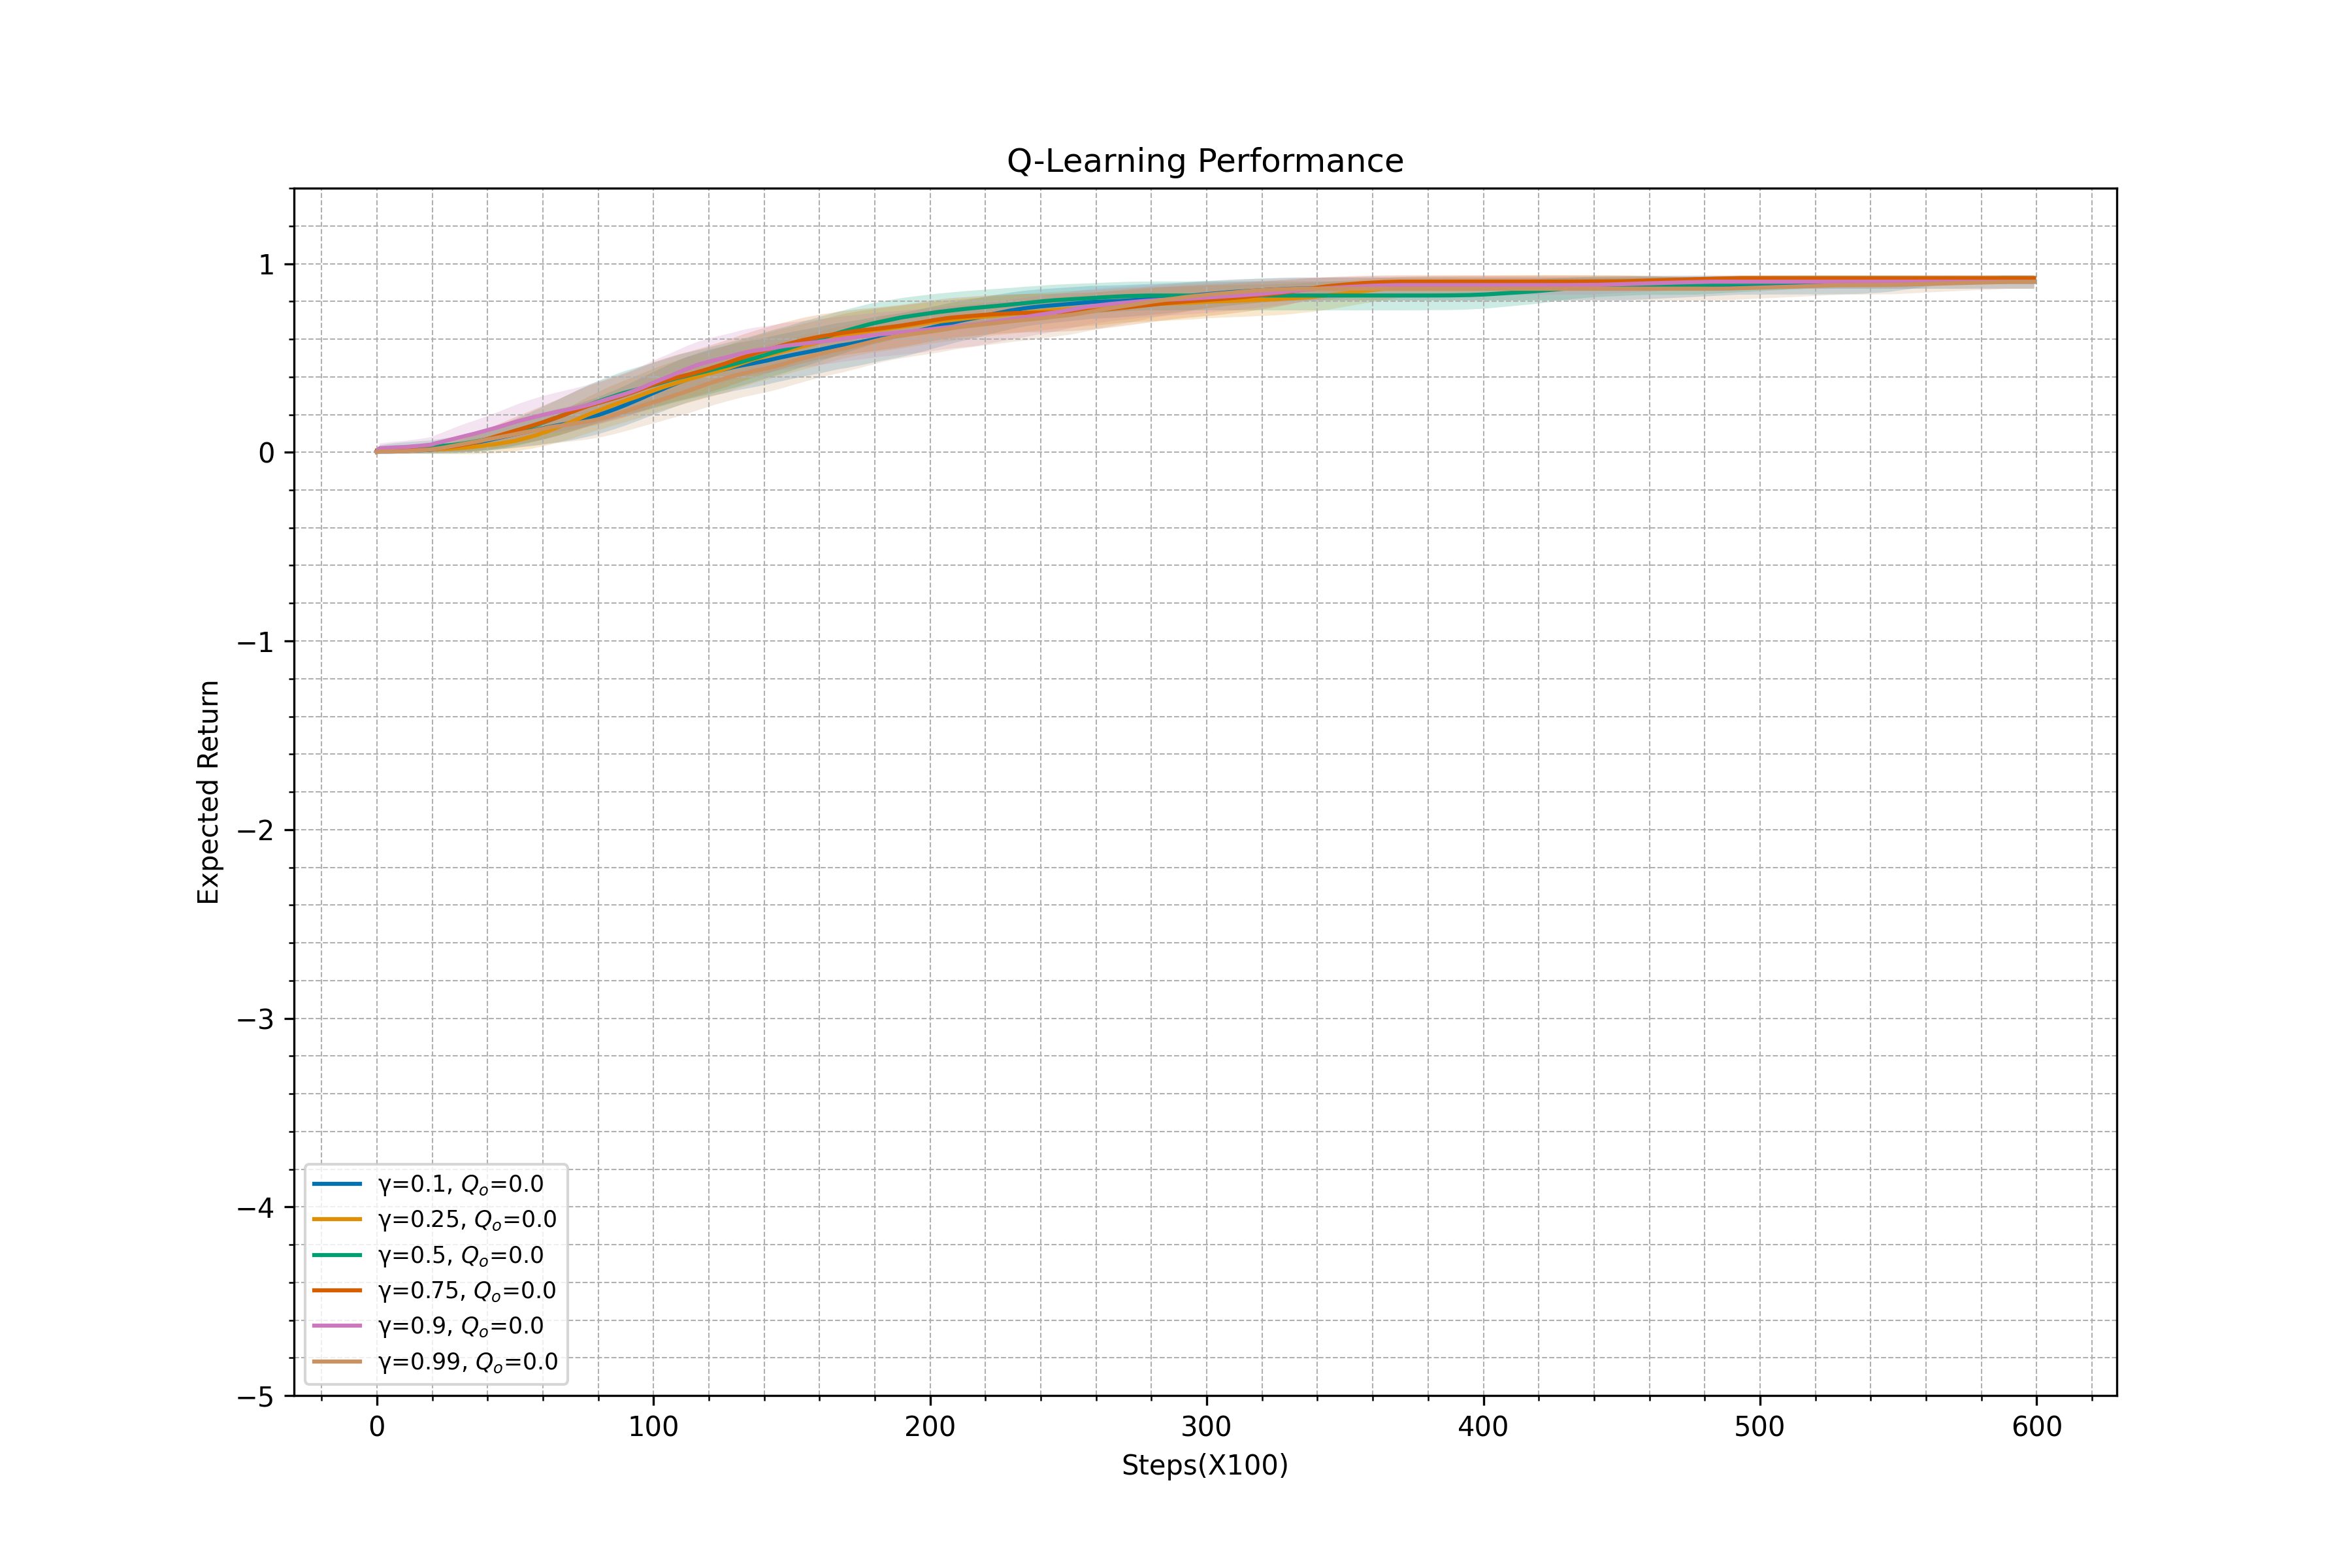 Q-Learning Performance
1
0
−1
−2
−3
−4
−5
Expected Return
γ=0.1, Qo=0.0
γ=0.25, Qo=0.0
γ=0.5, Qo=0.0
γ=0.75, Qo=0.0
γ=0.9, Qo=0.0
γ=0.99, Qo=0.0
0 100 200 300 400 500 600
Steps(X100)